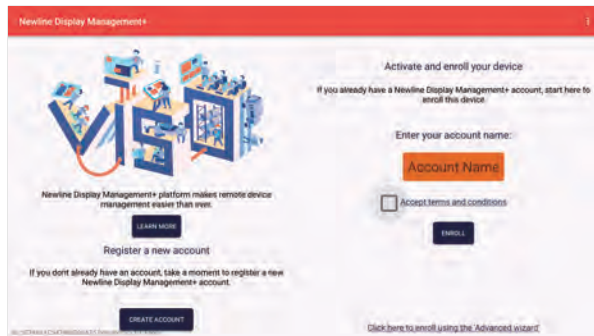 Newline Display Management+
Newline Display Management+ platform makes remote device
management easier than ever.
LEARN MORE
Register a new account
If you dont already have an account, take a moment to register a new
Newline Display Management+ account.
CREATE ACCOUNT
Activate and enroll your device
If you already have a Newline Display Management+ account, start here to
enroll this device
Enter your account name:
Account Name
Accept terms and conditions
ENROLL
Click here to enroll using the 'Advanced wizard'